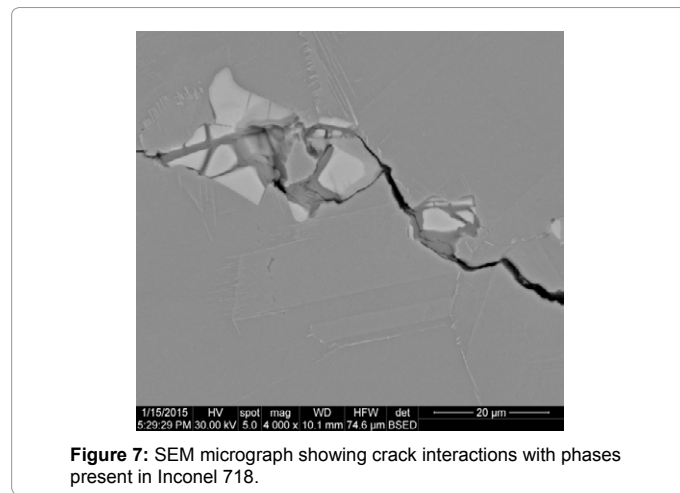 1/15/2015 HV spot mag WD HFW det 20 µm
5:29:29 PM 30.00 kV 5.0 4 000 x 10.1 mm 74.6 µm BSED
Figure 7: SEM micrograph showing crack interactions with phases
present in Inconel 718.